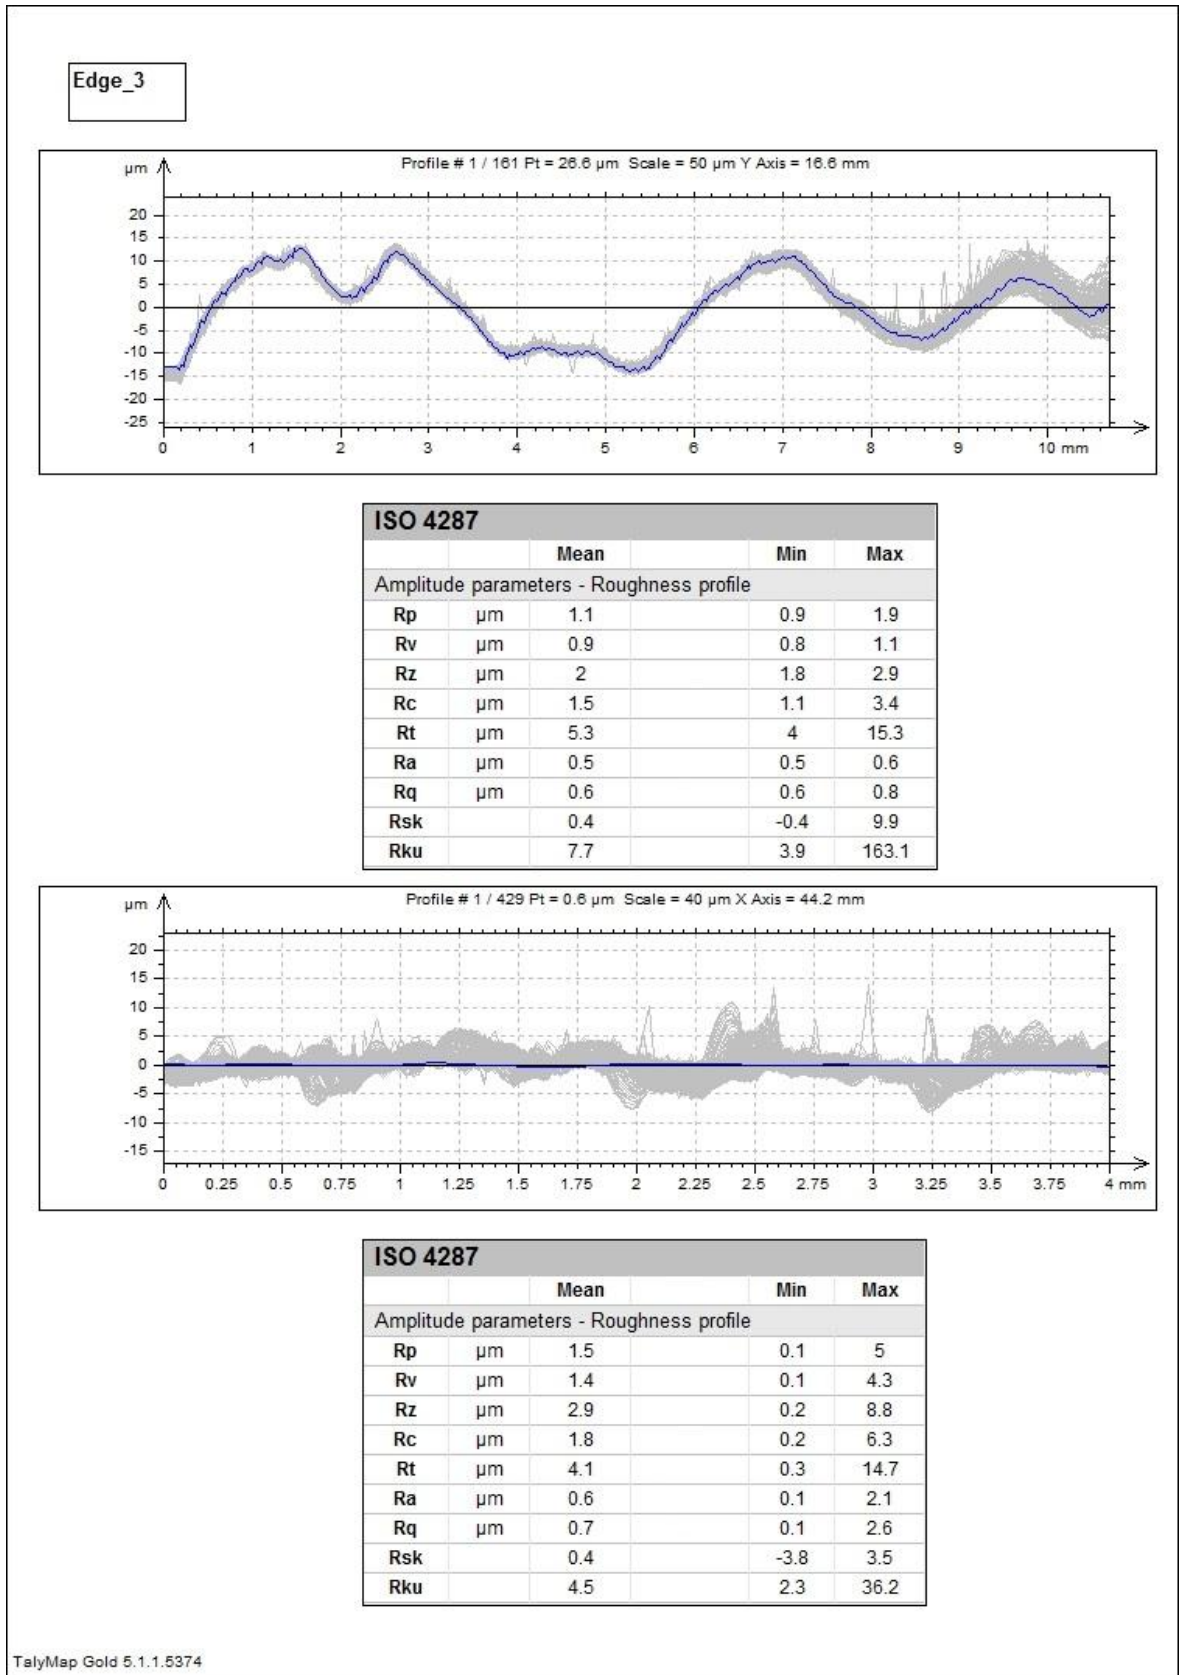 Edge_3
Profile # 1 / 161 Pt = 26.6 µm Scale = 50 µm Y Axis = 16.6 mm
µm
20
15
10
5
0
-5
-10
-15
-20
-25
0 1 2 3 4 5 6 7 8 9 10 mm
ISO 4287
Mean Min Max
Amplitude parameters - Roughness profile
Rp µm 1.1 0.9 1.9
Rv µm 0.9 0.8 1.1
Rz µm 2 1.8 2.9
Rc µm 1.5 1.1 3.4
Rt µm 5.3 4 15.3
Ra µm 0.5 0.5 0.6
Rq µm 0.6 0.6 0.8
Rsk 0.4 -0.4 9.9
Rku 7.7 3.9 163.1
Profile # 1 / 429 Pt = 0.6 µm Scale = 40 µm X Axis = 44.2 mm
µm
20
15
10
5
0
-5
-10
-15
0 0.25 0.5 0.75 1 1.25 1.5 1.75 2 2.25 2.5 2.75 3 3.25 3.5 3.75 4 mm
ISO 4287
Mean Min Max
Amplitude parameters - Roughness profile
Rp µm 1.5 0.1 5
Rv µm 1.4 0.1 4.3
Rz µm 2.9 0.2 8.8
Rc µm 1.8 0.2 6.3
Rt µm 4.1 0.3 14.7
Ra µm 0.6 0.1 2.1
Rq µm 0.7 0.1 2.6
Rsk 0.4 -3.8 3.5
Rku 4.5 2.3 36.2
TalyMap Gold 5.1.1.5374